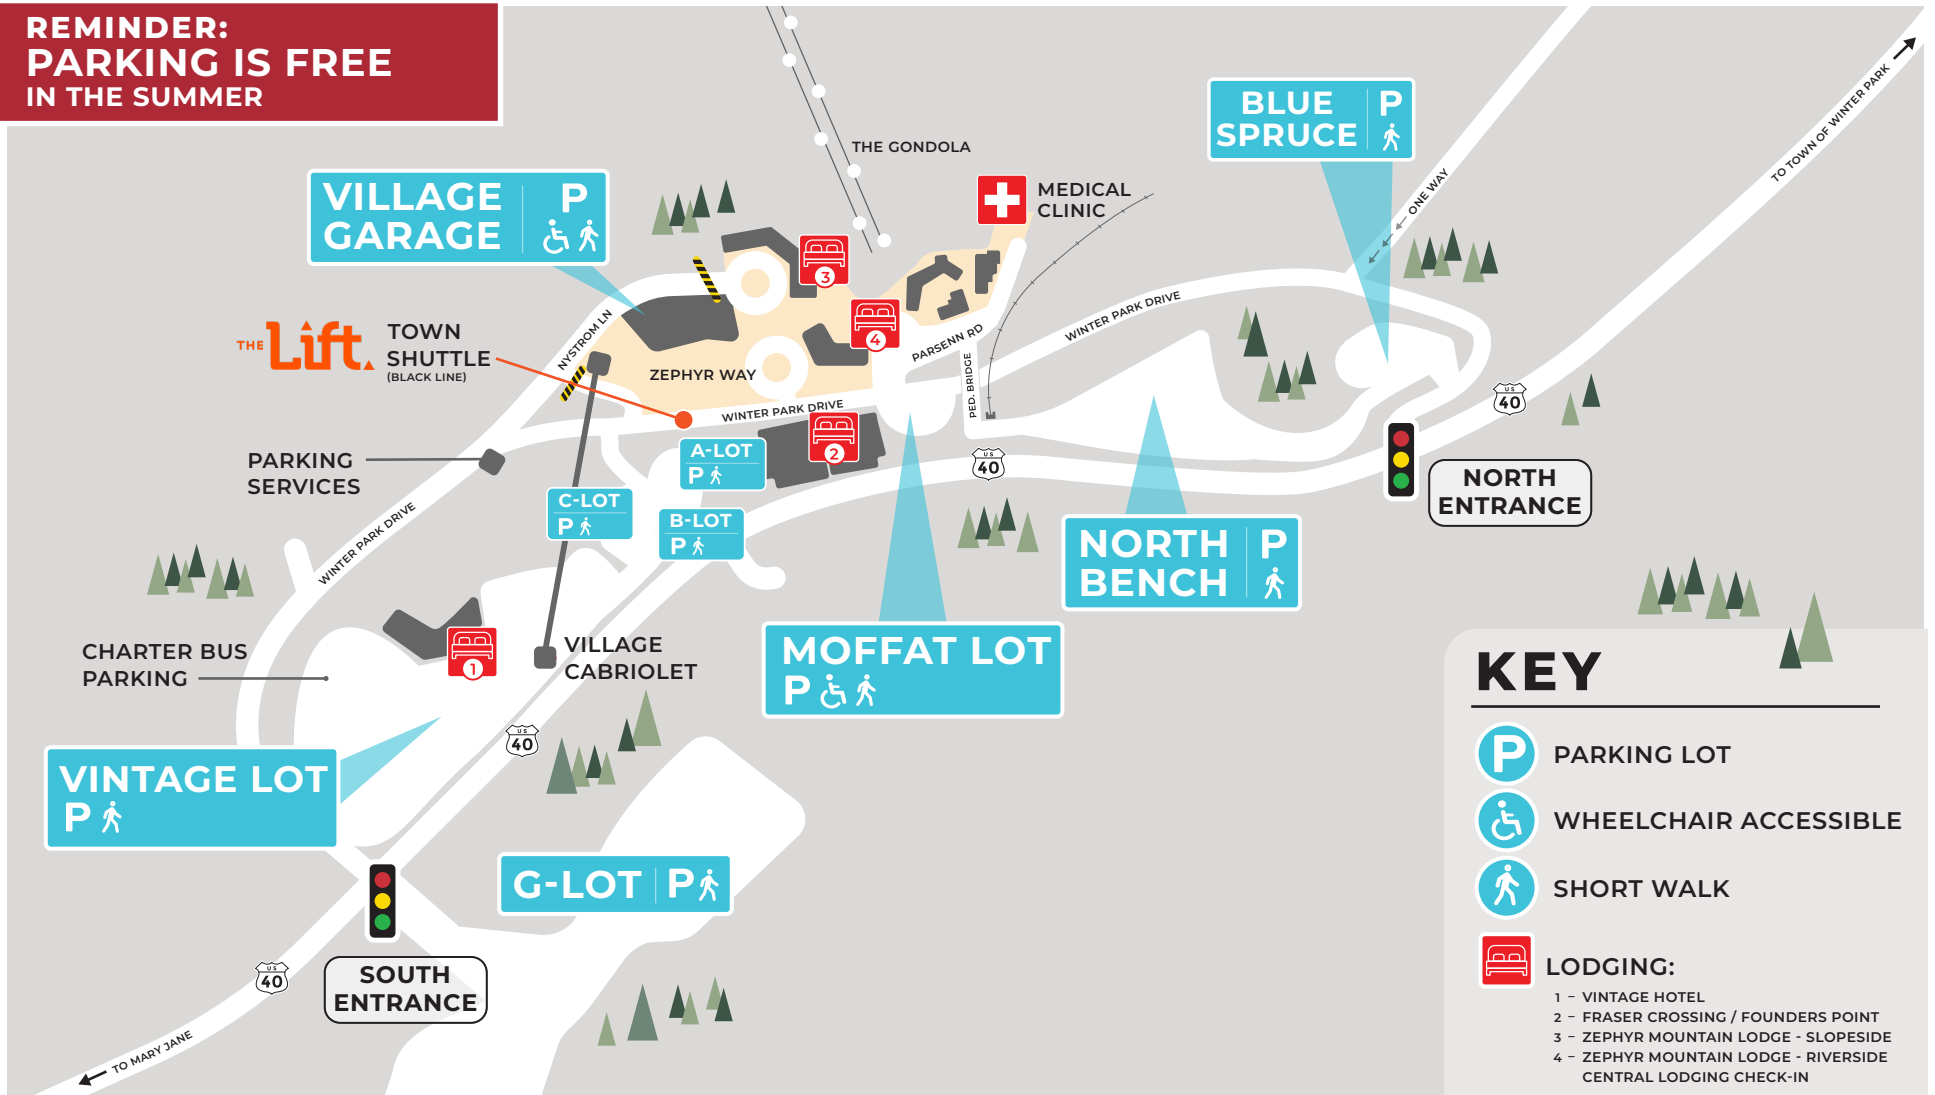 REMINDER:
PARKING IS FREE
IN THE SUMMER
THE GONDOLA
MEDICAL
CLINIC
BLUE
SPRUCE
P
ONE WAY
TO TOWN OF WINTER PARK
VILLAGE
GARAGE
P
3
4
THE Lift.
TOWN
SHUTTLE
(BLACK LINE)
NYSTROM LN
ZEPHYR WAY
WINTER PARK DRIVE
PARSENN RD
PED. BRIDGE
WINTER PARK DRIVE
US
40
PARKING
SERVICES
A-LOT
P
2
US
40
C-LOT
P
B-LOT
P
NORTH
ENTRANCE
WINTER PARK DRIVE
NORTH
BENCH
P
CHARTER BUS
PARKING
1
VILLAGE
CABRIOLET
MOFFAT LOT
P
US
40
VINTAGE LOT
P
G-LOT
P
SOUTH
ENTRANCE
US
40
TO MARY JANE
KEY
P
PARKING LOT
WHEELCHAIR ACCESSIBLE
SHORT WALK
LODGING:
1 – VINTAGE HOTEL
2 – FRASER CROSSING / FOUNDERS POINT
3 – ZEPHYR MOUNTAIN LODGE - SLOPESIDE
4 – ZEPHYR MOUNTAIN LODGE - RIVERSIDE
CENTRAL LODGING CHECK-IN